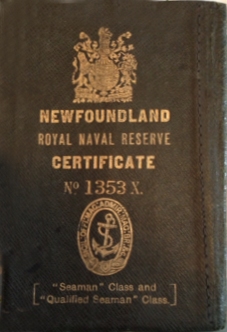 NEWFOUNDLAND
ROYAL NAVAL RESERVE
CERTIFICATE
Nº 1353 X.
"Seaman" Class and
"Qualified Seaman" Class.